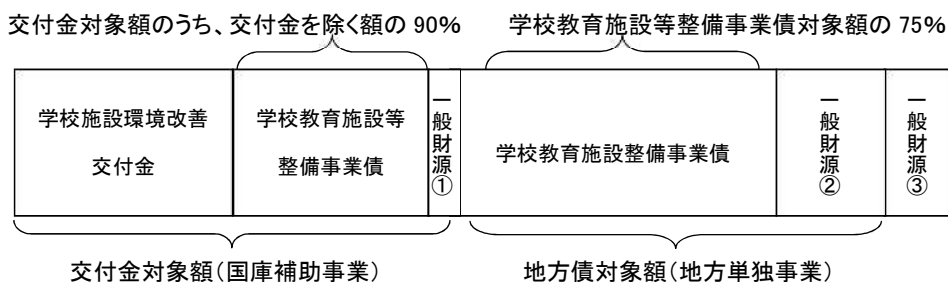 交付金対象額のうち、交付金を除く額の 90%
学校教育施設等整備事業債対象額の 75%
学校施設環境改善
交付金
学校教育施設等
整備事業債
一般財源①
学校教育施設整備事業債
一般財源②
一般財源③
交付金対象額(国庫補助事業)
地方債対象額(地方単独事業)